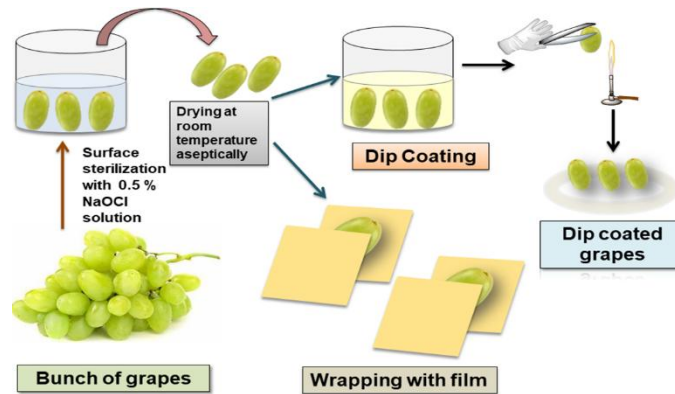 Surface
sterilization
with 0.5 %
NaOCl
solution
Drying at
room
temperature
aseptically
Dip Coating
Dip coated
grapes
Bunch of grapes
Wrapping with film